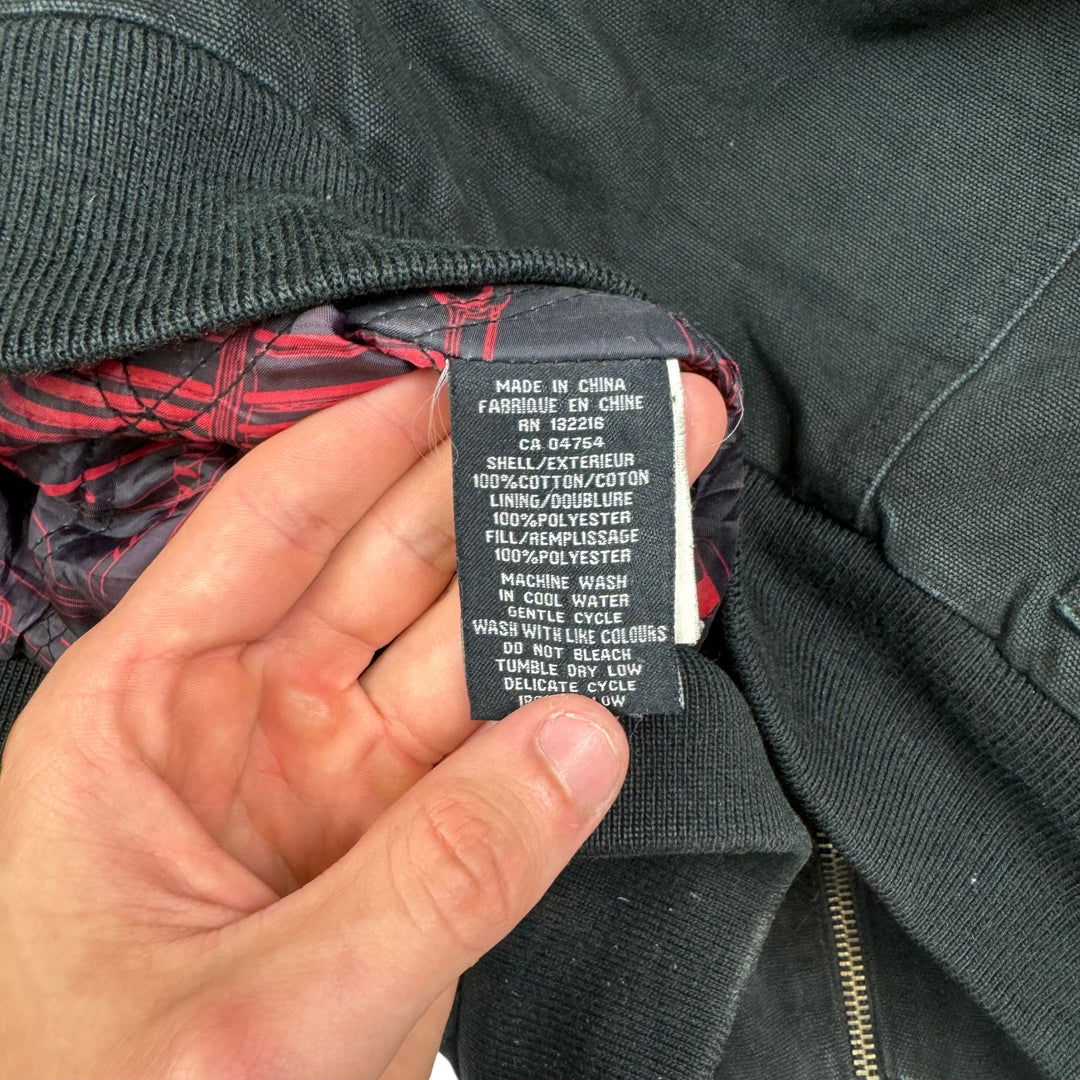 MADE IN CHINA
FABRIQUE EN CHINE
RN 132216
CA 04754
SHELL/EXTERIEUR
100%COTTON/COTON
LINING/DOUBLURE
100%POLYESTER
FILL/REMPLISSAGE
100%POLYESTER
MACHINE WASH
IN COOL WATER
GENTLE CYCLE
WASH WITH LIKE COLOURS
DO NOT BLEACH
TUMBLE DRY LOW
DELICATE CYCLE